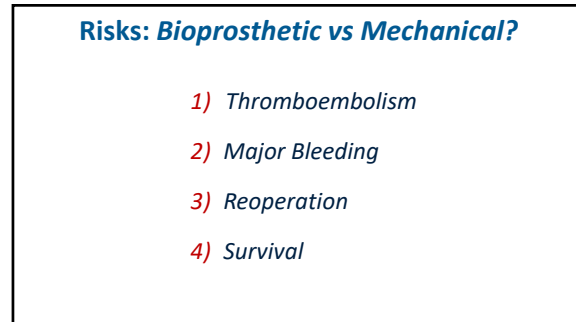 Risks: Bioprosthetic vs Mechanical?
1) Thromboembolism
2) Major Bleeding
3) Reoperation
4) Survival